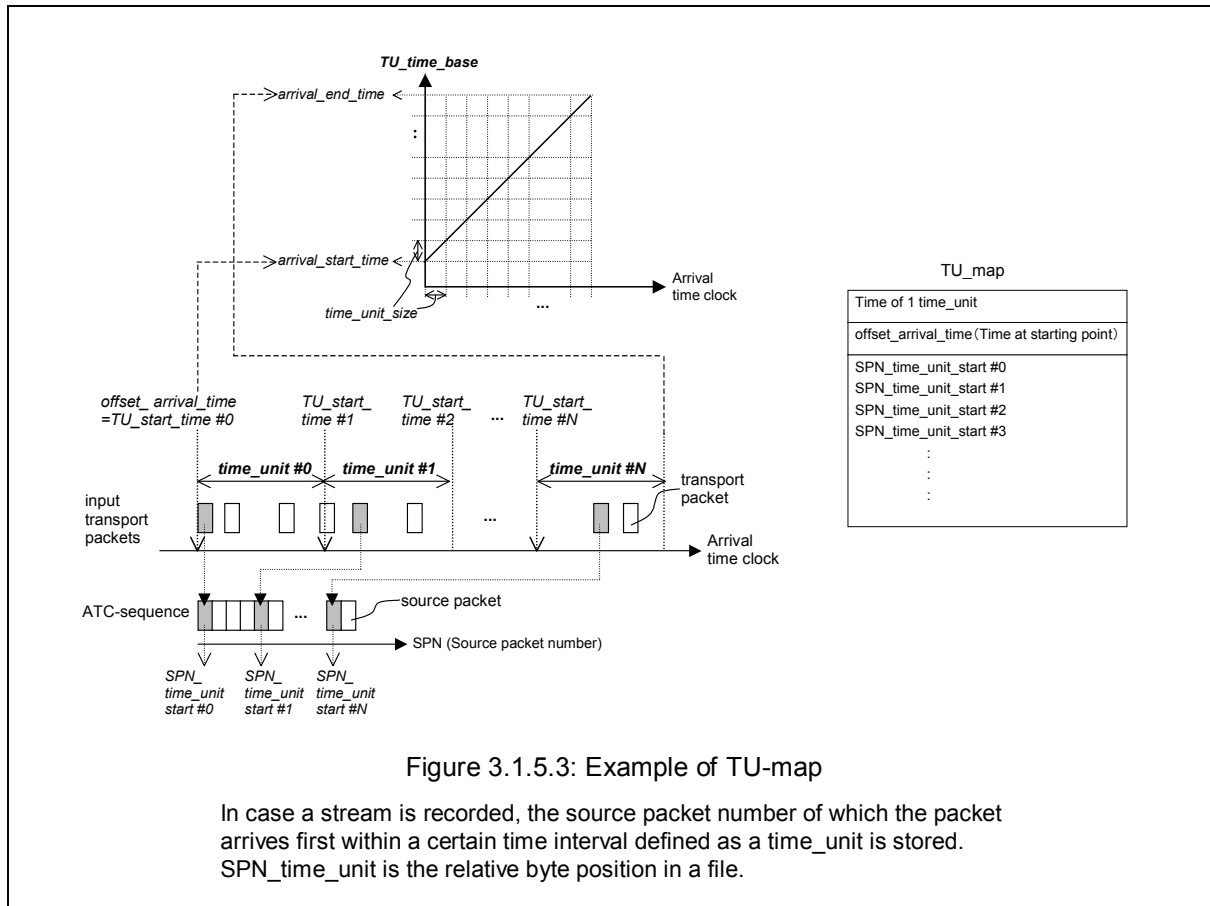 TU_time_base
arrival_end_time
:
arrival_start_time
Arrival
time clock
time_unit_size
...
TU_map
Time of 1 time_unit
offset_arrival_time(Time at starting point)
SPN_time_unit_start #0
SPN_time_unit_start #1
SPN_time_unit_start #2
SPN_time_unit_start #3
:
:
:
offset_ arrival_time
=TU_start_time #0
TU_start_
time #1
TU_start_
time #2
...
TU_start_
time #N
time_unit #0
time_unit #1
time_unit #N
transport
packet
input
transport
packets
...
Arrival
time clock
ATC-sequence
...
source packet
SPN (Source packet number)
SPN_
time_unit
start #0
SPN_
time_unit
start #1
SPN_
time_unit
start #N
Figure 3.1.5.3: Example of TU-map
In case a stream is recorded, the source packet number of which the packet
arrives first within a certain time interval defined as a time_unit is stored.
SPN_time_unit is the relative byte position in a file.